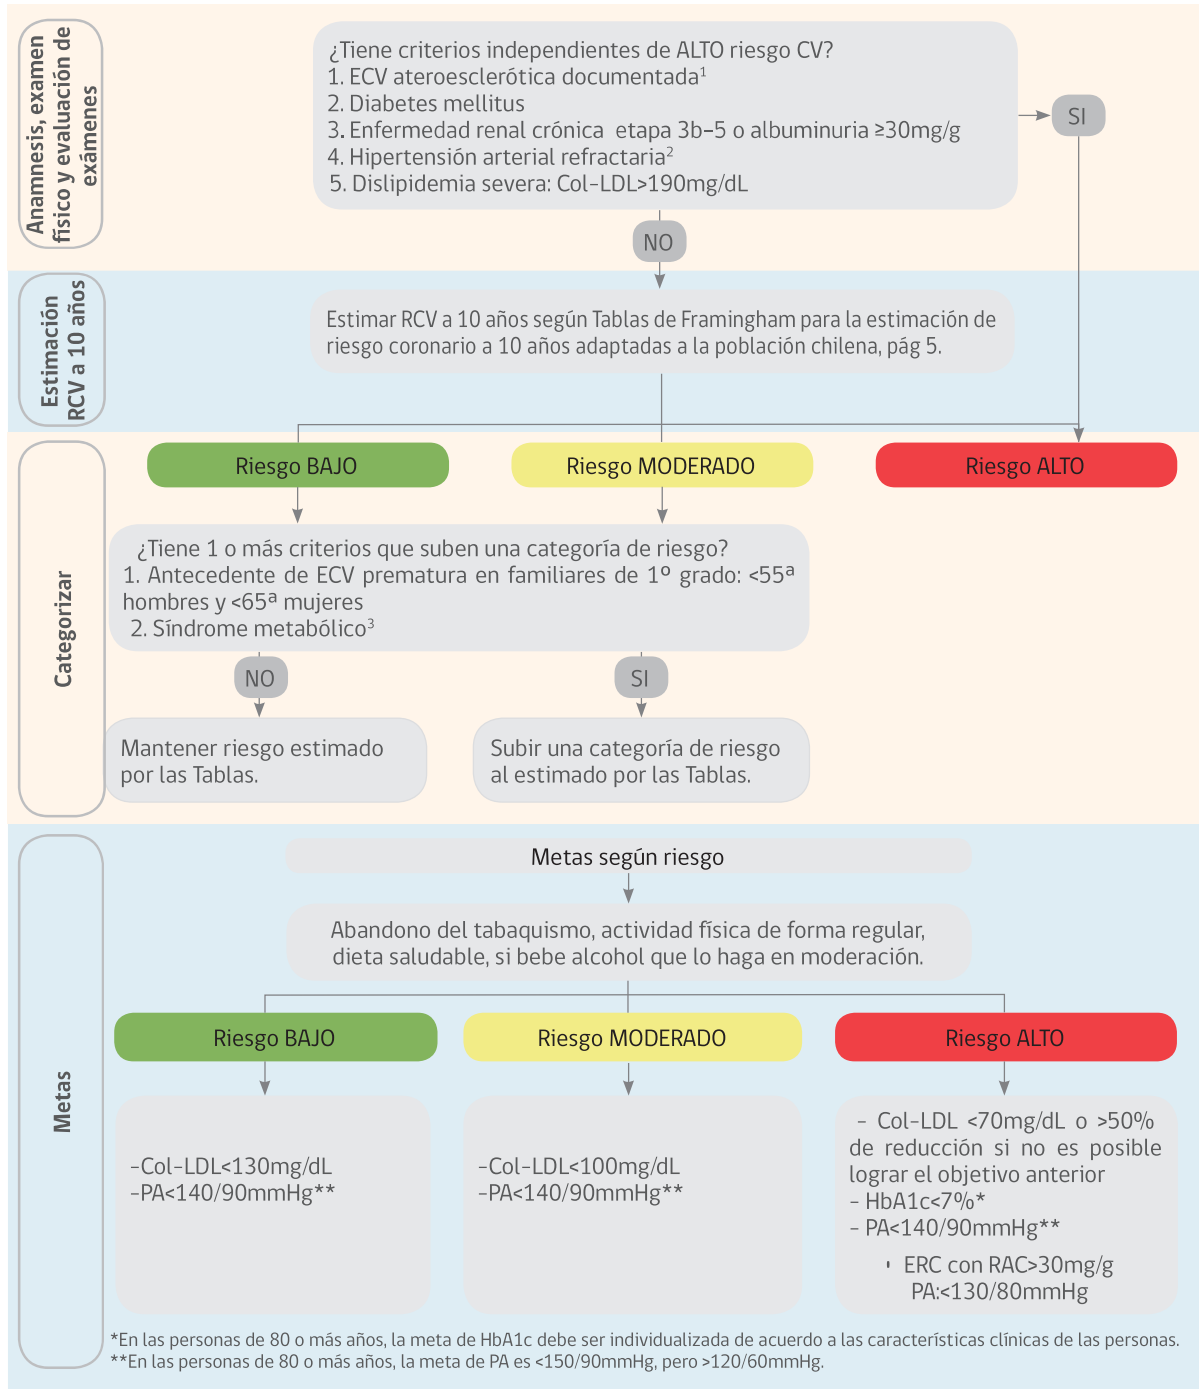 Anamnesis, examen
físico y evaluación de
exámenes
¿Tiene criterios independientes de ALTO riesgo CV?
1. ECV ateroesclerótica documentada¹
2. Diabetes mellitus
3. Enfermedad renal crónica etapa 3b-5 o albuminuria ≥30mg/g
4. Hipertensión arterial refractaria²
5. Dislipidemia severa: Col-LDL>190mg/dL
SI
NO
Estimación
RCV a 10 años
Estimar RCV a 10 años según Tablas de Framingham para la estimación de
riesgo coronario a 10 años adaptadas a la población chilena, pág 5.
Categorizar
Riesgo BAJO
Riesgo MODERADO
Riesgo ALTO
¿Tiene 1 o más criterios que suben una categoría de riesgo?
1. Antecedente de ECV prematura en familiares de 1º grado: <55ª
hombres y <65ª mujeres
2. Síndrome metabólico³
NO
SI
Mantener riesgo estimado
por las Tablas.
Subir una categoría de riesgo
al estimado por las Tablas.
Metas
Metas según riesgo
Abandono del tabaquismo, actividad física de forma regular,
dieta saludable, si bebe alcohol que lo haga en moderación.
Riesgo BAJO
Riesgo MODERADO
Riesgo ALTO
-Col-LDL<130mg/dL
-PA<140/90mmHg**
-Col-LDL<100mg/dL
-PA<140/90mmHg**
- Col-LDL <70mg/dL o >50%
de reducción si no es posible
lograr el objetivo anterior
- HbA1c<7%*
- PA<140/90mmHg**
' ERC con RAC>30mg/g
PA:<130/80mmHg
*En las personas de 80 o más años, la meta de HbA1c debe ser individualizada de acuerdo a las características clínicas de las personas.
**En las personas de 80 o más años, la meta de PA es <150/90mmHg, pero >120/60mmHg.